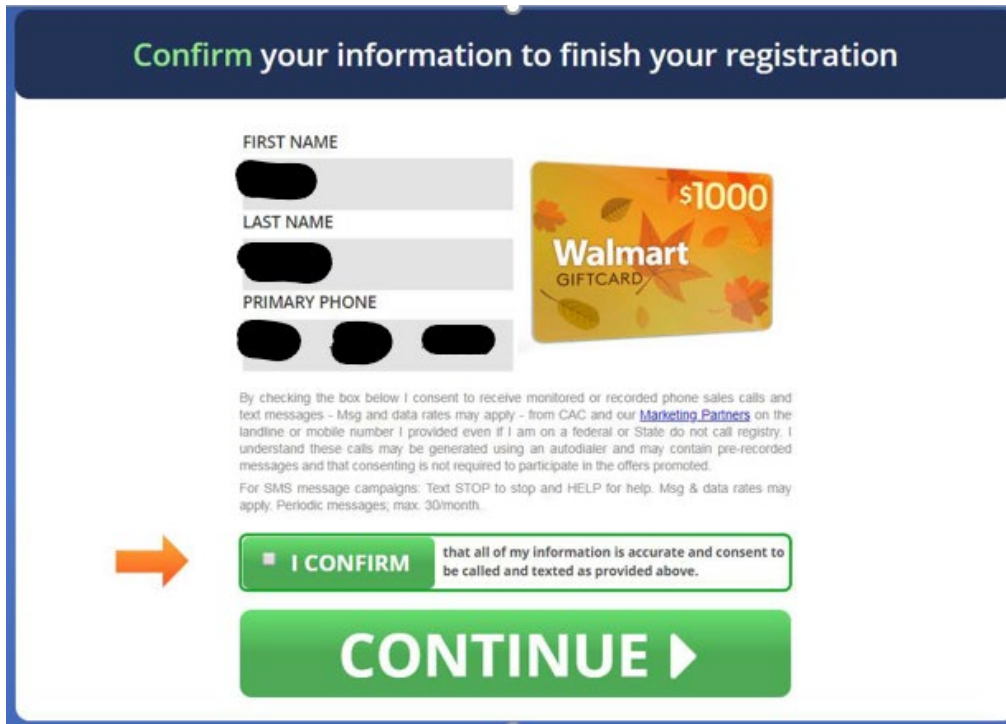 Confirm your information to finish your registration
FIRST NAME
LAST NAME
PRIMARY PHONE
$1000
Walmart
GIFTCARD
By checking the box below I consent to receive monitored or recorded phone sales calls and
text messages - Msg and data rates may apply - from CAC and our Marketing Partners on the
landline or mobile number I provided even if I am on a federal or State do not call registry. I
understand these calls may be generated using an autodialer and may contain pre-recorded
messages and that consenting is not required to participate in the offers promoted.
For SMS message campaigns: Text STOP to stop and HELP for help. Msg & data rates may
apply. Periodic messages; max. 30/month.
I CONFIRM
that all of my information is accurate and consent to
be called and texted as provided above.
CONTINUE